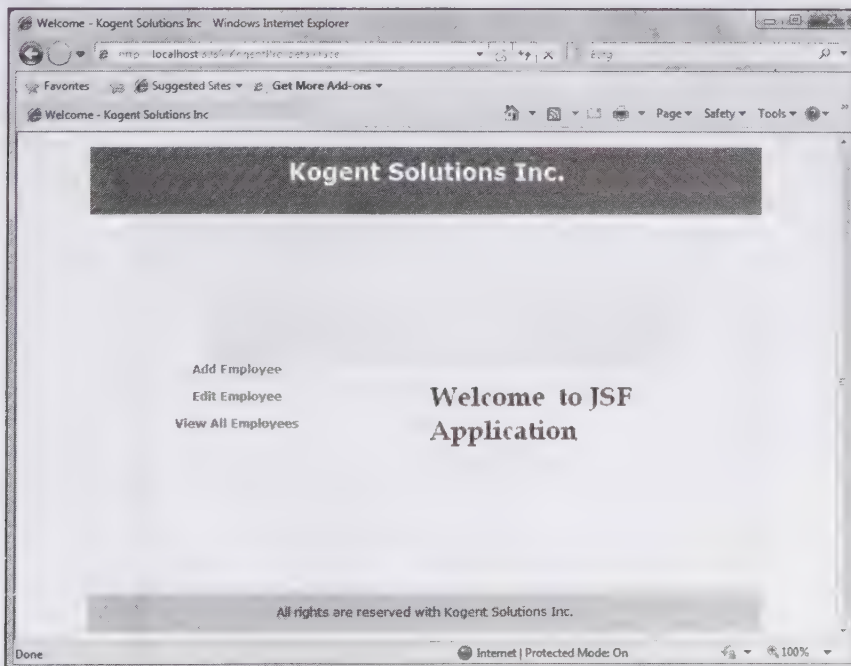 Welcome - Kogent Solutions Inc Windows Internet Explorer
localhost
Favorites Suggested Sites Get More Add-ons
Welcome - Kogent Solutions Inc Page Safety Tools
Kogent Solutions Inc.
Add Employee
Edit Employee
View All Employees
Welcome to JSF
Application
All rights are reserved with Kogent Solutions Inc.
Done Internet | Protected Mode: On 100%